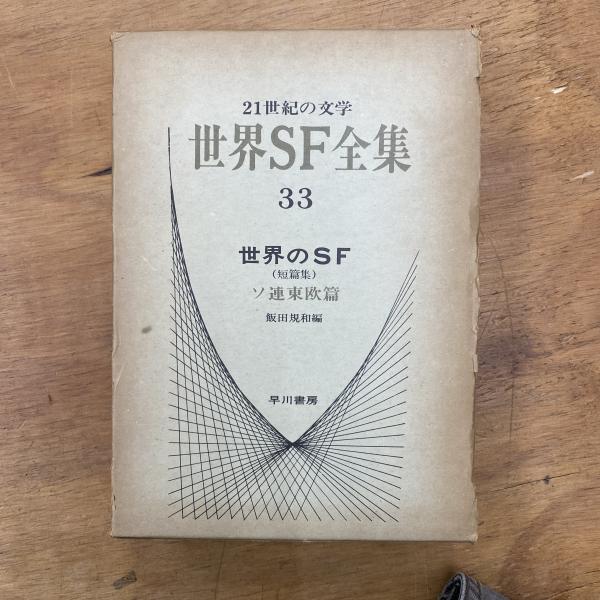 21世紀の文学
世界SF全集
33
世界のSF
(短篇集)
ソ連東欧篇
飯田規和編
早川書房